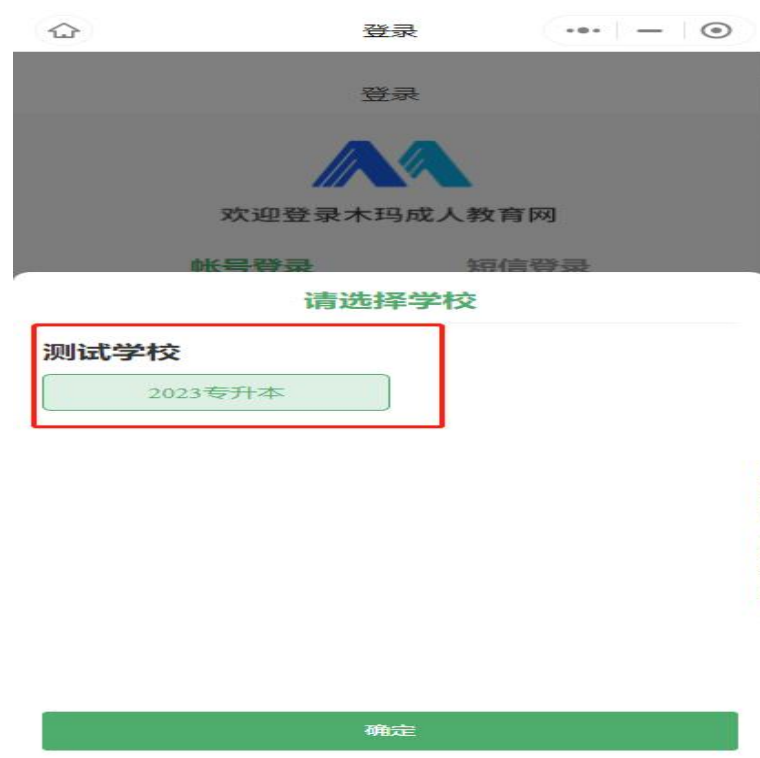 登录
登录
欢迎登录木玛成人教育网
帐号登录 短信登录
请选择学校
测试学校
2023专升本
确定